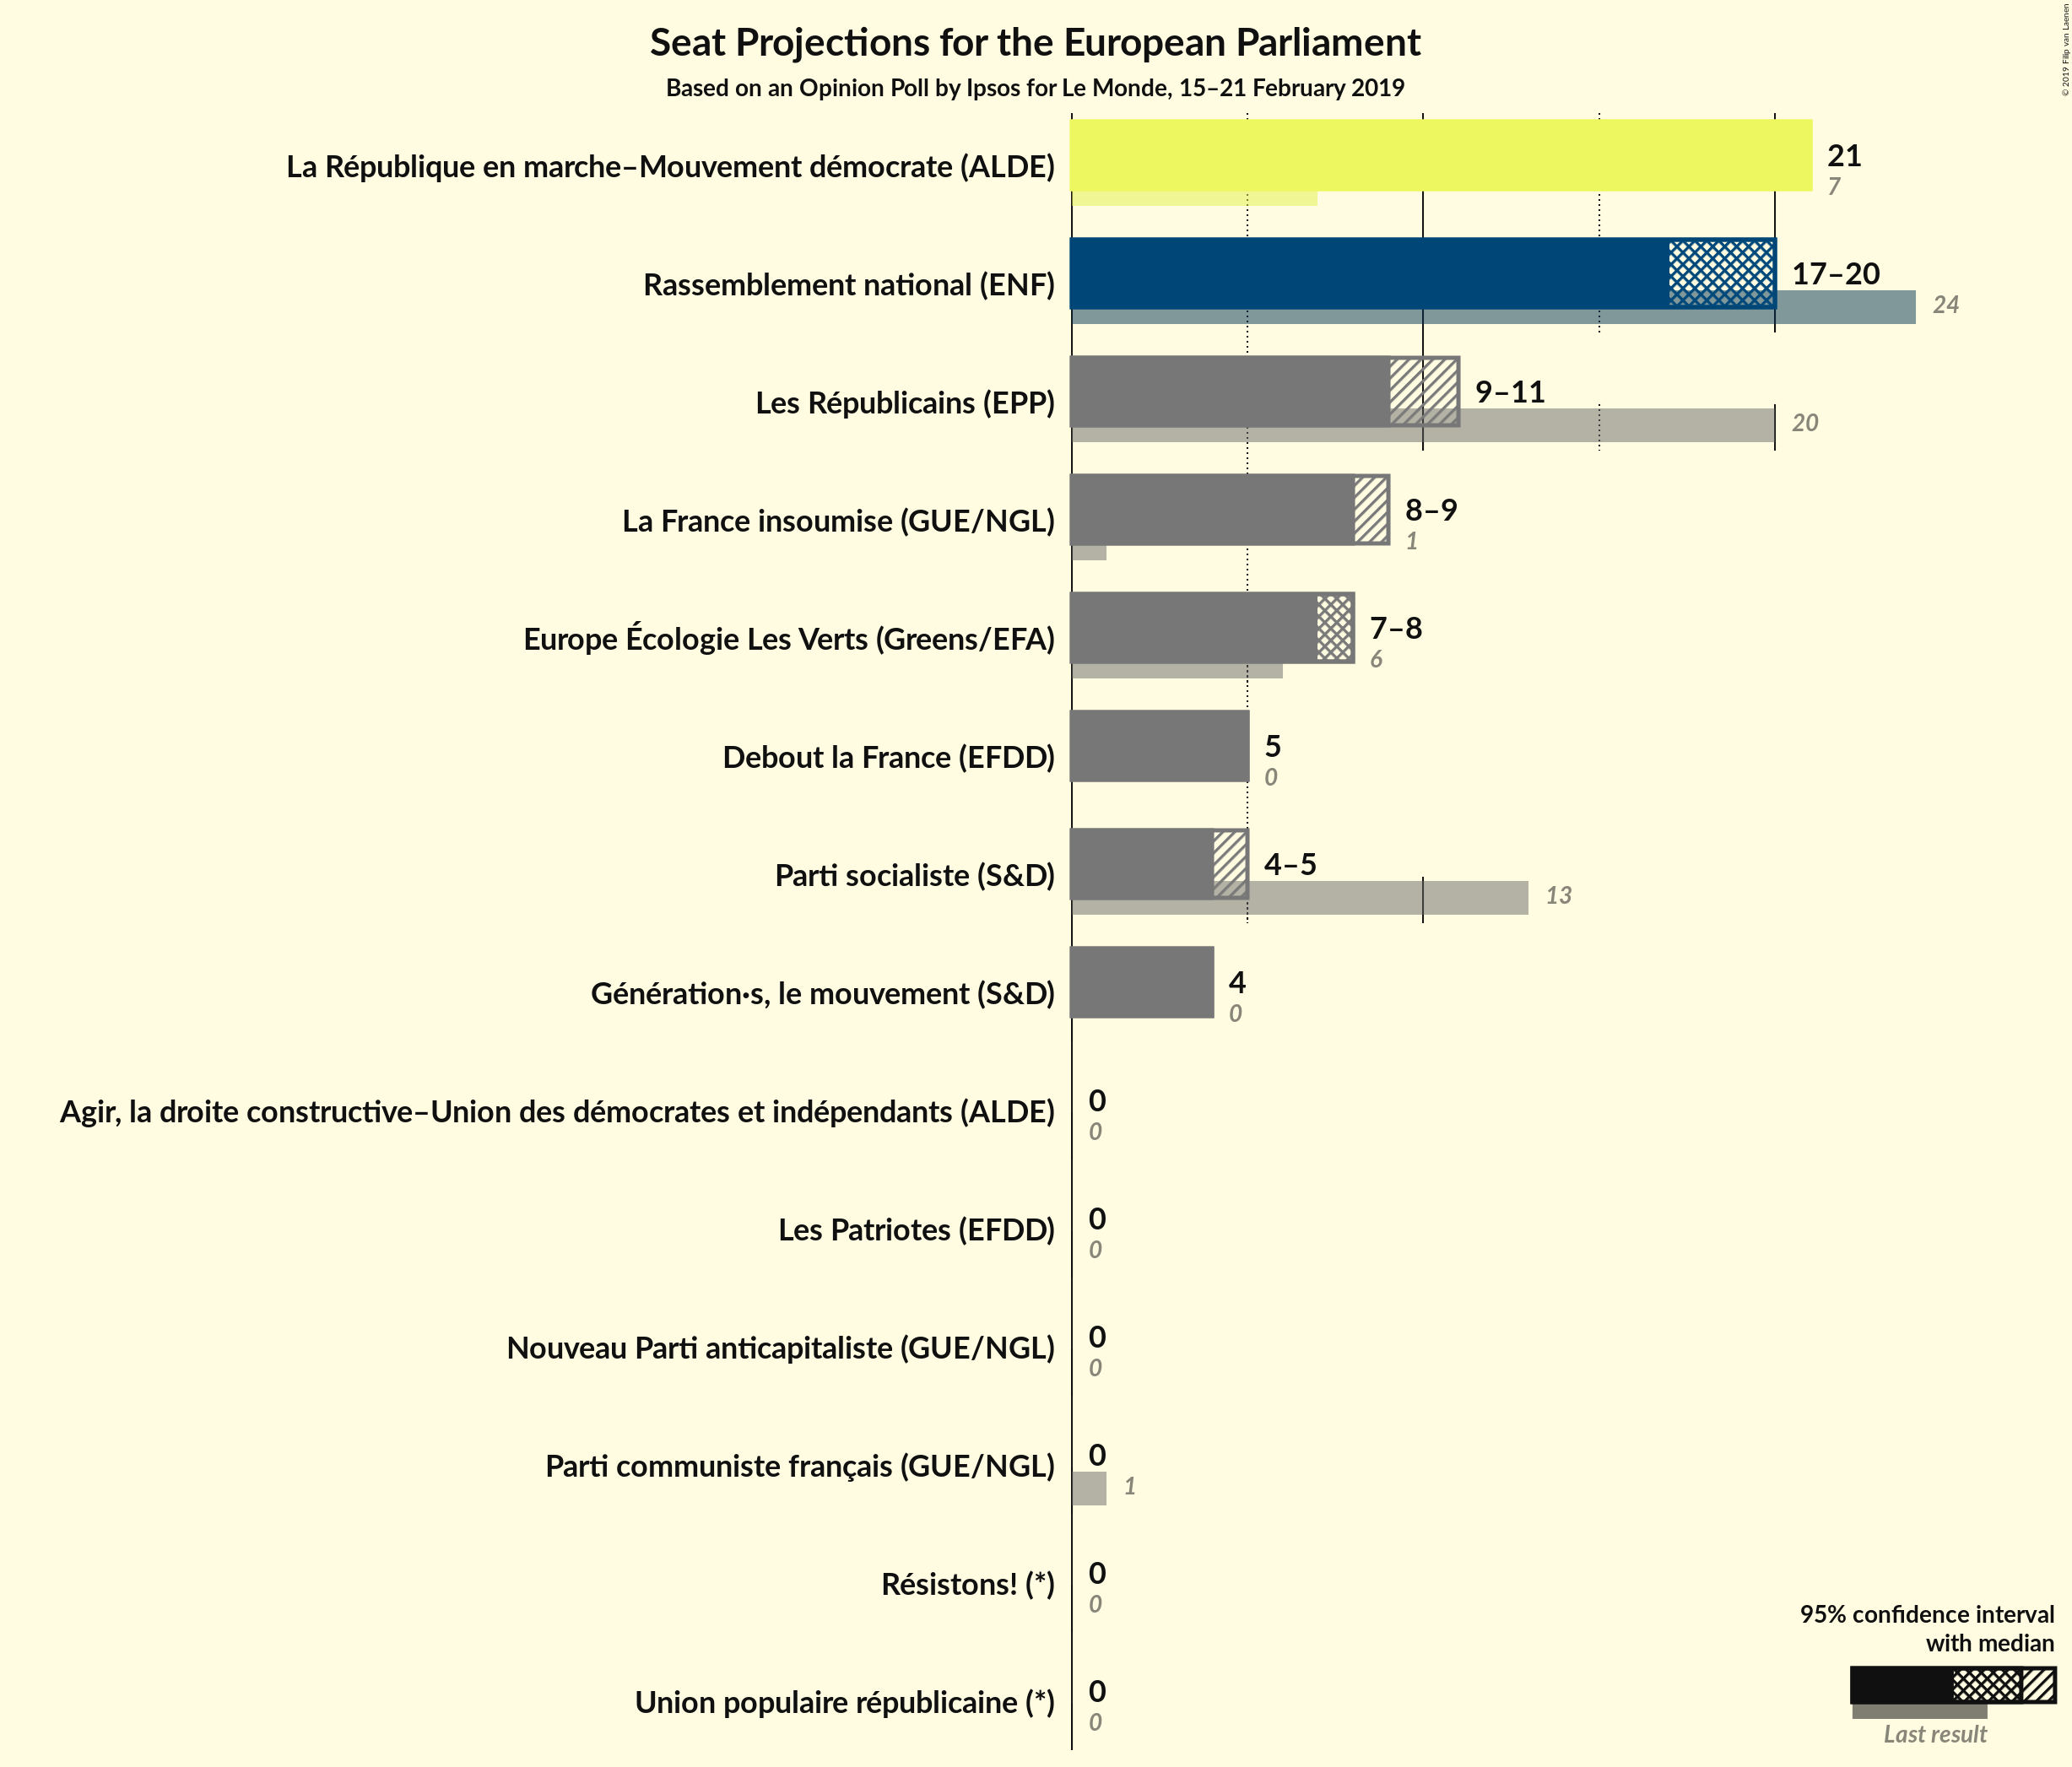 Seat Projections for the European Parliament
Based on an Opinion Poll by Ipsos for Le Monde, 15–21 February 2019
© 2019 Filip van Laenen
La République en marche–Mouvement démocrate (ALDE)
21
7
Rassemblement national (ENF)
17–20
24
Les Républicains (EPP)
9–11
20
La France insoumise (GUE/NGL)
8–9
1
Europe Écologie Les Verts (Greens/EFA)
7–8
6
Debout la France (EFDD)
5
0
Parti socialiste (S&D)
4–5
13
Génération·s, le mouvement (S&D)
4
0
Agir, la droite constructive–Union des démocrates et indépendants (ALDE)
0
0
Les Patriotes (EFDD)
0
0
Nouveau Parti anticapitaliste (GUE/NGL)
0
0
Parti communiste français (GUE/NGL)
0
1
Résistons! (*)
0
0
Union populaire républicaine (*)
0
0
95% confidence interval
with median
Last result